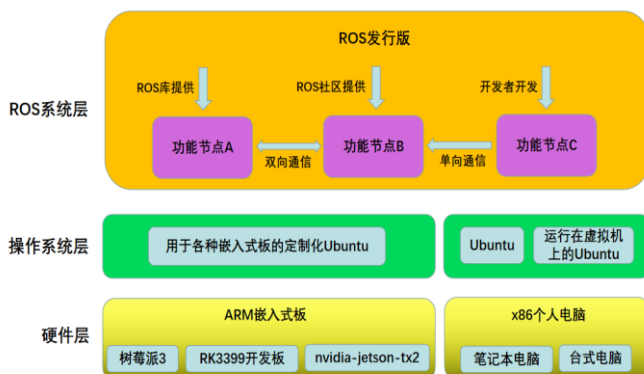 ROS发行版
ROS库提供
ROS社区提供
开发者开发
ROS系统层
功能节点A
双向通信
功能节点B
单向通信
功能节点C
操作系统层
用于各种嵌入式板的定制化Ubuntu
Ubuntu
运行在虚拟机
上的Ubuntu
硬件层
ARM嵌入式板
x86个人电脑
树莓派3
RK3399开发板
nvidia-jetson-tx2
笔记本电脑
台式电脑